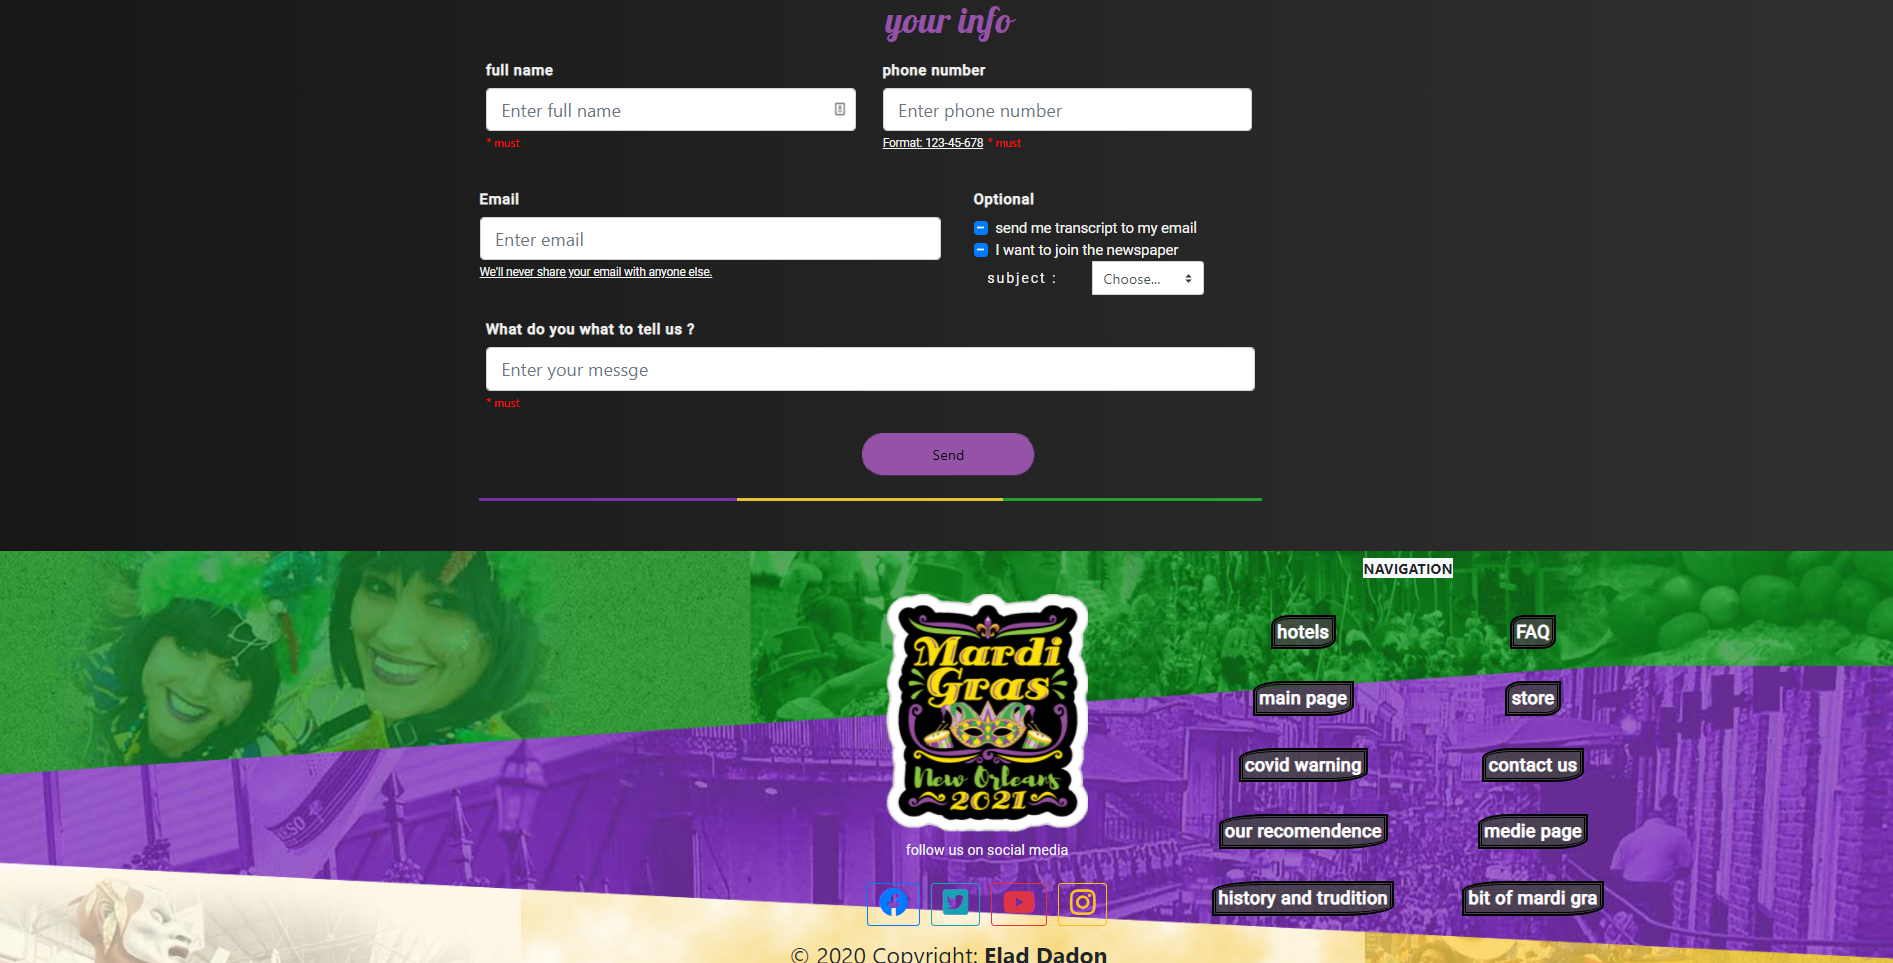 your info
full name
phone number
Enter full name
Enter phone number
* must
Format: 123-45-678 * must
Email
Optional
Enter email
send me transcript to my email
I want to join the newspaper
We'll never share your email with anyone else.
subject :
Choose...
What do you what to tell us ?
Enter your messge
* must
Send
NAVIGATION
Mardi
Gras
New Orleans
2021
follow us on social media
hotels
FAQ
main page
store
covid warning
contact us
our recomendence
medie page
history and trudition
bit of mardi gra
© 2020 Copyright: Elad Dadon